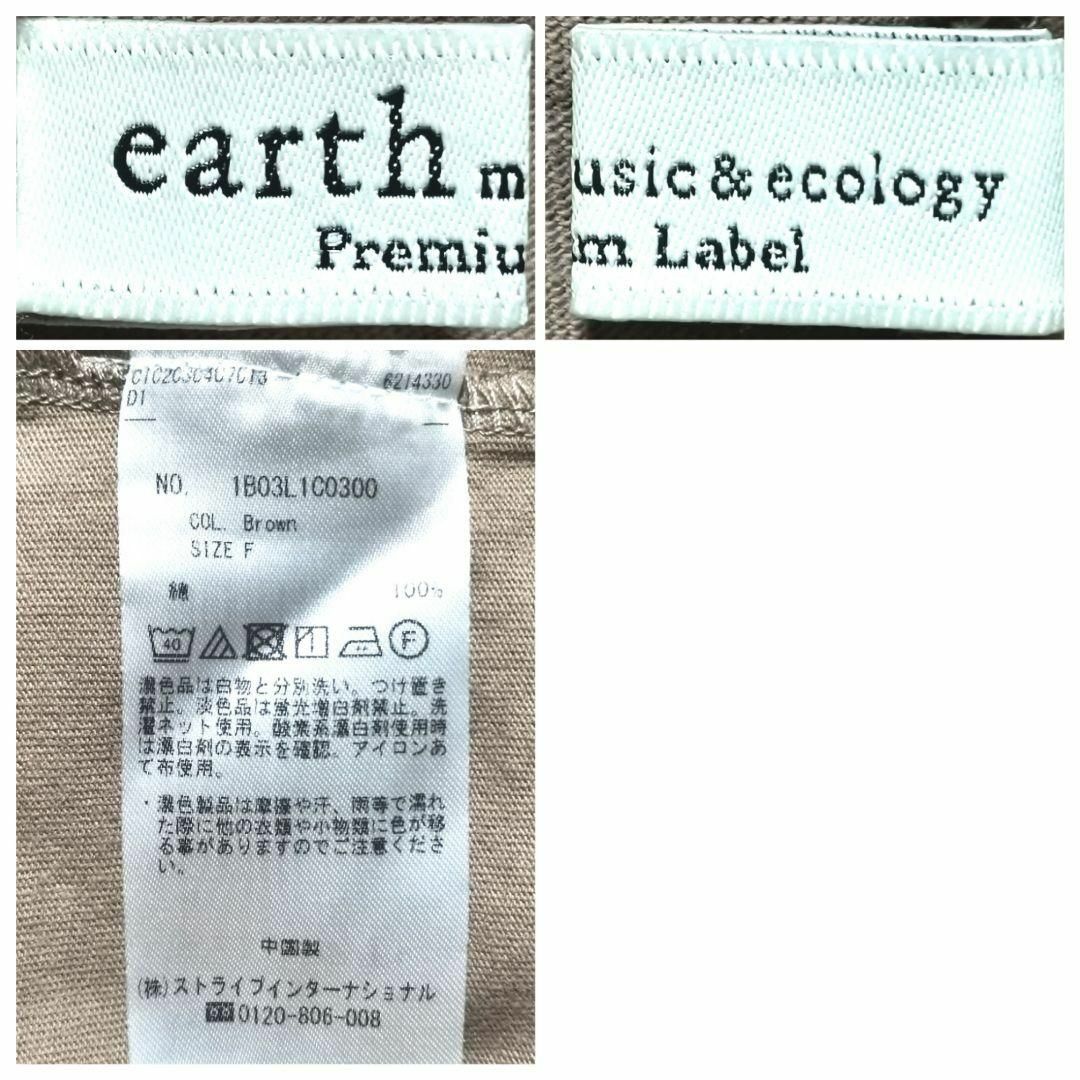 earth m
Premiu
usic & ecology
m Label
C1C2C3C4C7C13
6214330
D1
NO. 1B03L1C0300
COL. Brown
SIZE F
綿 100%
40
F
濃色品は白物と分別洗い。つけ置き
禁止。淡色品は蛍光増白剤禁止。洗
濯ネット使用。酸素系漂白剤使用時
は漂白剤の表示を確認。アイロンあ
て布使用。
・濃色製品は摩擦や汗、雨等で濡れ
た際に他の衣類や小物類に色が移
る事がありますのでご注意くださ
い。
中国製
(株)ストライプインターナショナル
☎0120-806-008